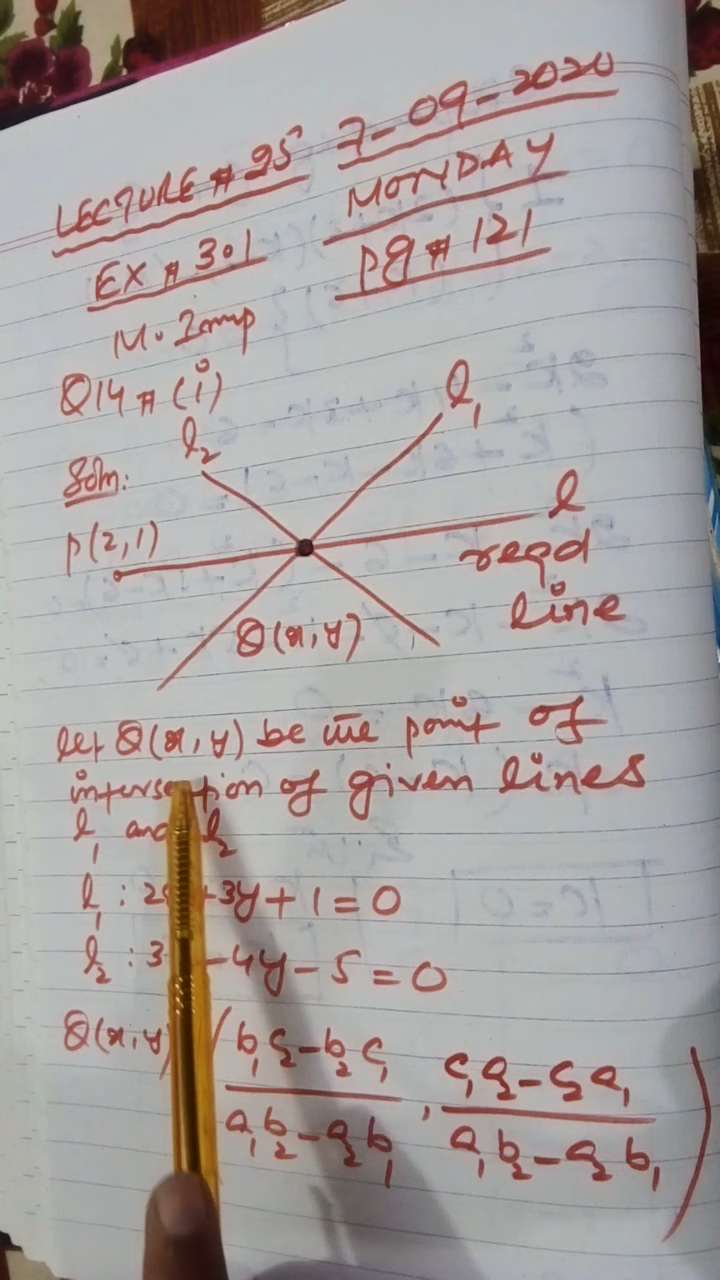 LECTURE # 25 7-09-2020
MONDAY
EX # 3.1 Pg # 121
M. Imp
Q14 # (i)
l₂ l₁
Soln:
P(2,1) l
reqd
line
Q(x,y)
let Q(x,y) be the point of
intersection of given lines
l₁ and l₂
l₁ : 2x+3y+1=0
l₂ : 3 -4y-5=0
Q(x,y) (b₁c₂-b₂c₁/a₁b₂-a₂b₁ , c₁a₂-c₂a₁/a₁b₂-a₂b₁)